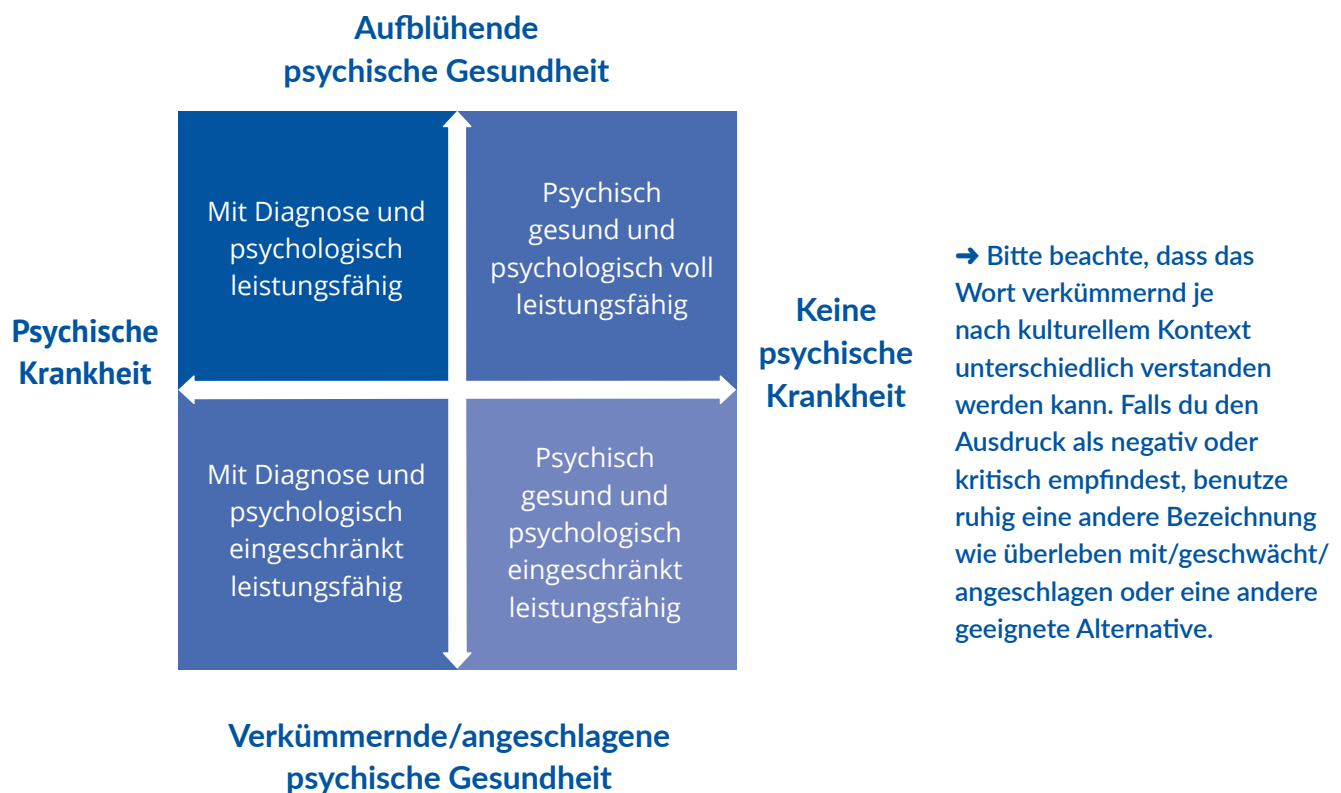 Aufblühende
psychische Gesundheit
Mit Diagnose und
psychologisch
leistungsfähig
Psychisch
gesund und
psychologisch voll
leistungsfähig
Psychische
Krankheit
Keine
psychische
Krankheit
Mit Diagnose und
psychologisch
eingeschränkt
leistungsfähig
Psychisch
gesund und
psychologisch
eingeschränkt
leistungsfähig
Verkümmernde/angeschlagene
psychische Gesundheit
➜ Bitte beachte, dass das
Wort verkümmernd je
nach kulturellem Kontext
unterschiedlich verstanden
werden kann. Falls du den
Ausdruck als negativ oder
kritisch empfindest, benutze
ruhig eine andere Bezeichnung
wie überleben mit/geschwächt/
angeschlagen oder eine andere
geeignete Alternative.